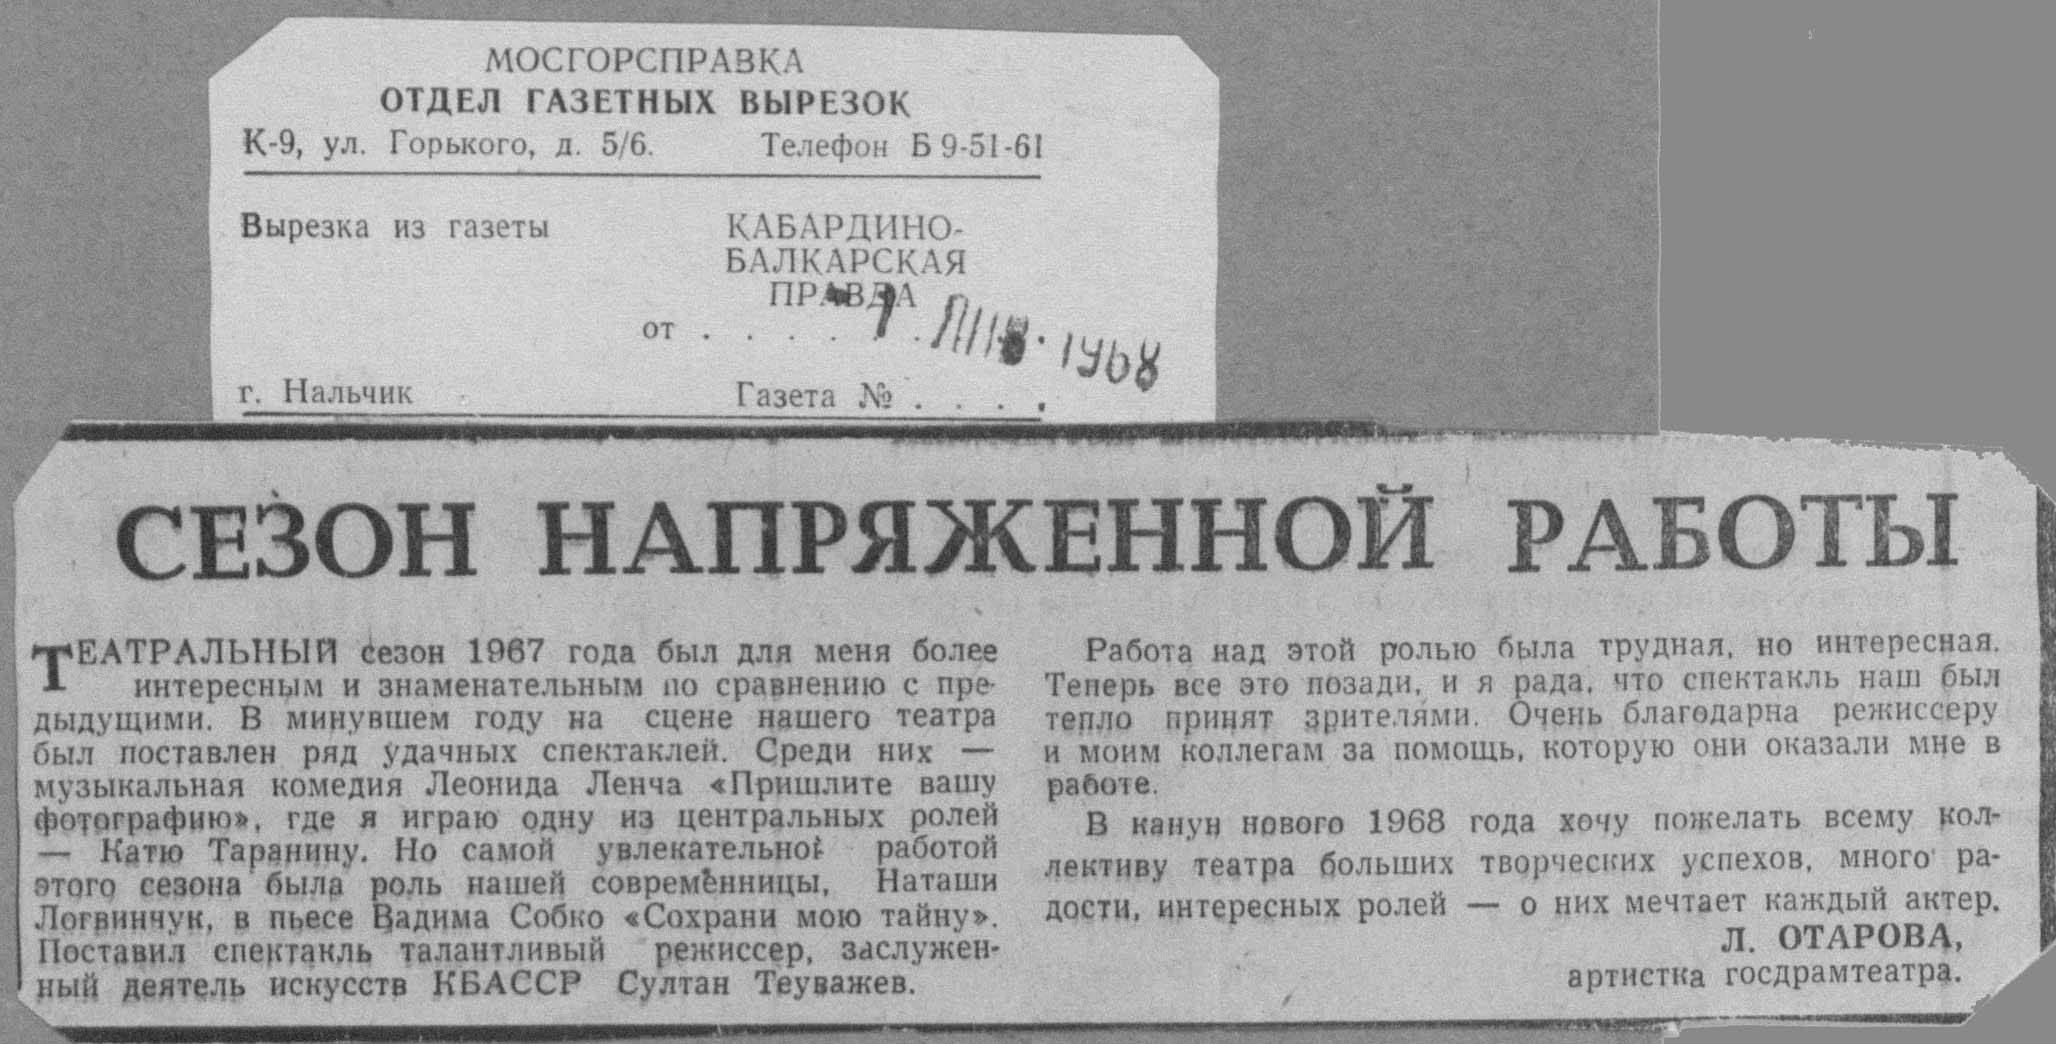 МОСГОРСПРАВКА
ОТДЕЛ ГАЗЕТНЫХ ВЫРЕЗОК
К-9, ул. Горького, д. 5/6. Телефон Б 9-51-61
Вырезка из газеты
КАБАРДИНО-
БАЛКАРСКАЯ
ПРАВДА
от . . . . . . 1968
г. Нальчик Газета № . . . .
СЕЗОН НАПРЯЖЕННОЙ РАБОТЫ
ТЕАТРАЛЬНЫЙ сезон 1967 года был для меня более
интересным и знаменательным по сравнению с пре-
дыдущими. В минувшем году на сцене нашего театра
был поставлен ряд удачных спектаклей. Среди них —
музыкальная комедия Леонида Ленча «Пришлите вашу
фотографию», где я играю одну из центральных ролей
— Катю Таранину. Но самой увлекательной работой
этого сезона была роль нашей современницы, Наташи
Логвинчук, в пьесе Вадима Собко «Сохрани мою тайну».
Поставил спектакль талантливый режиссер, заслужен-
ный деятель искусств КБАССР Султан Теуважев.
Работа над этой ролью была трудная, но интересная.
Теперь все это позади, и я рада, что спектакль наш был
тепло принят зрителями. Очень благодарна режиссеру
и моим коллегам за помощь, которую они оказали мне в
работе.
В канун нового 1968 года хочу пожелать всему кол-
лективу театра больших творческих успехов, много ра-
дости, интересных ролей — о них мечтает каждый актер.
Л. ОТАРОВА,
артистка госдрамтеатра.